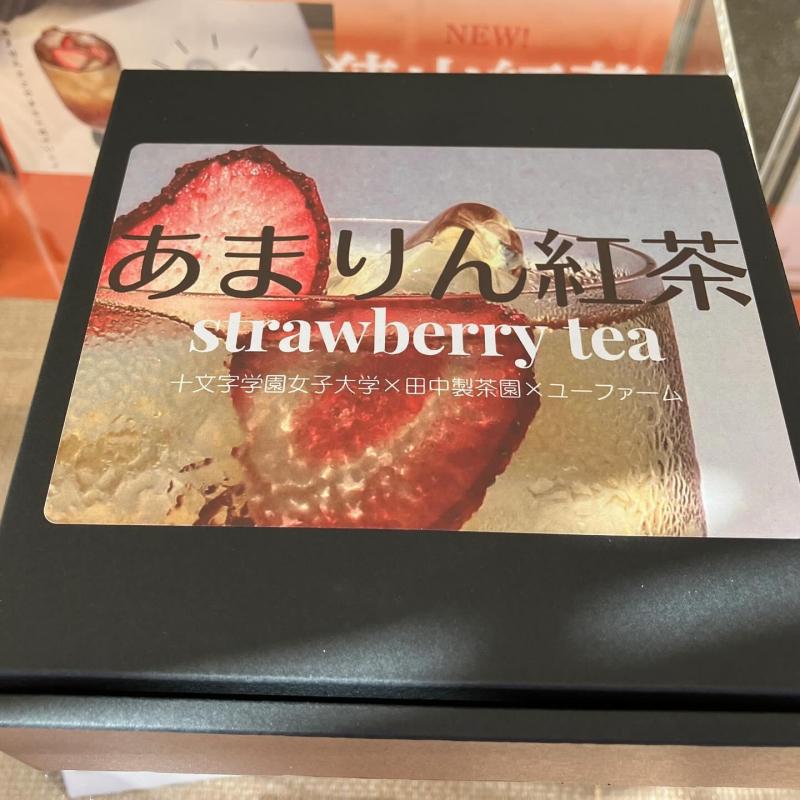 NEW!
あまりん紅茶
strawberry tea
十文字学園女子大学×田中製茶園×ユーファーム